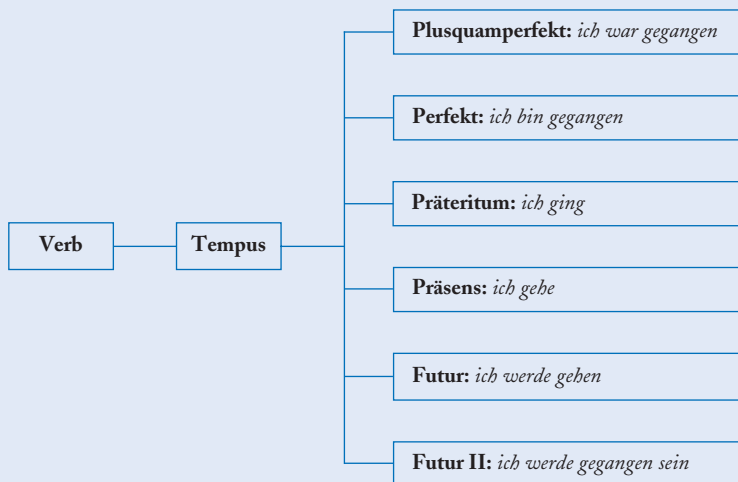 Plusquamperfekt: ich war gegangen
Perfekt: ich bin gegangen
Präteritum: ich ging
Verb
Tempus
Präsens: ich gehe
Futur: ich werde gehen
Futur II: ich werde gegangen sein